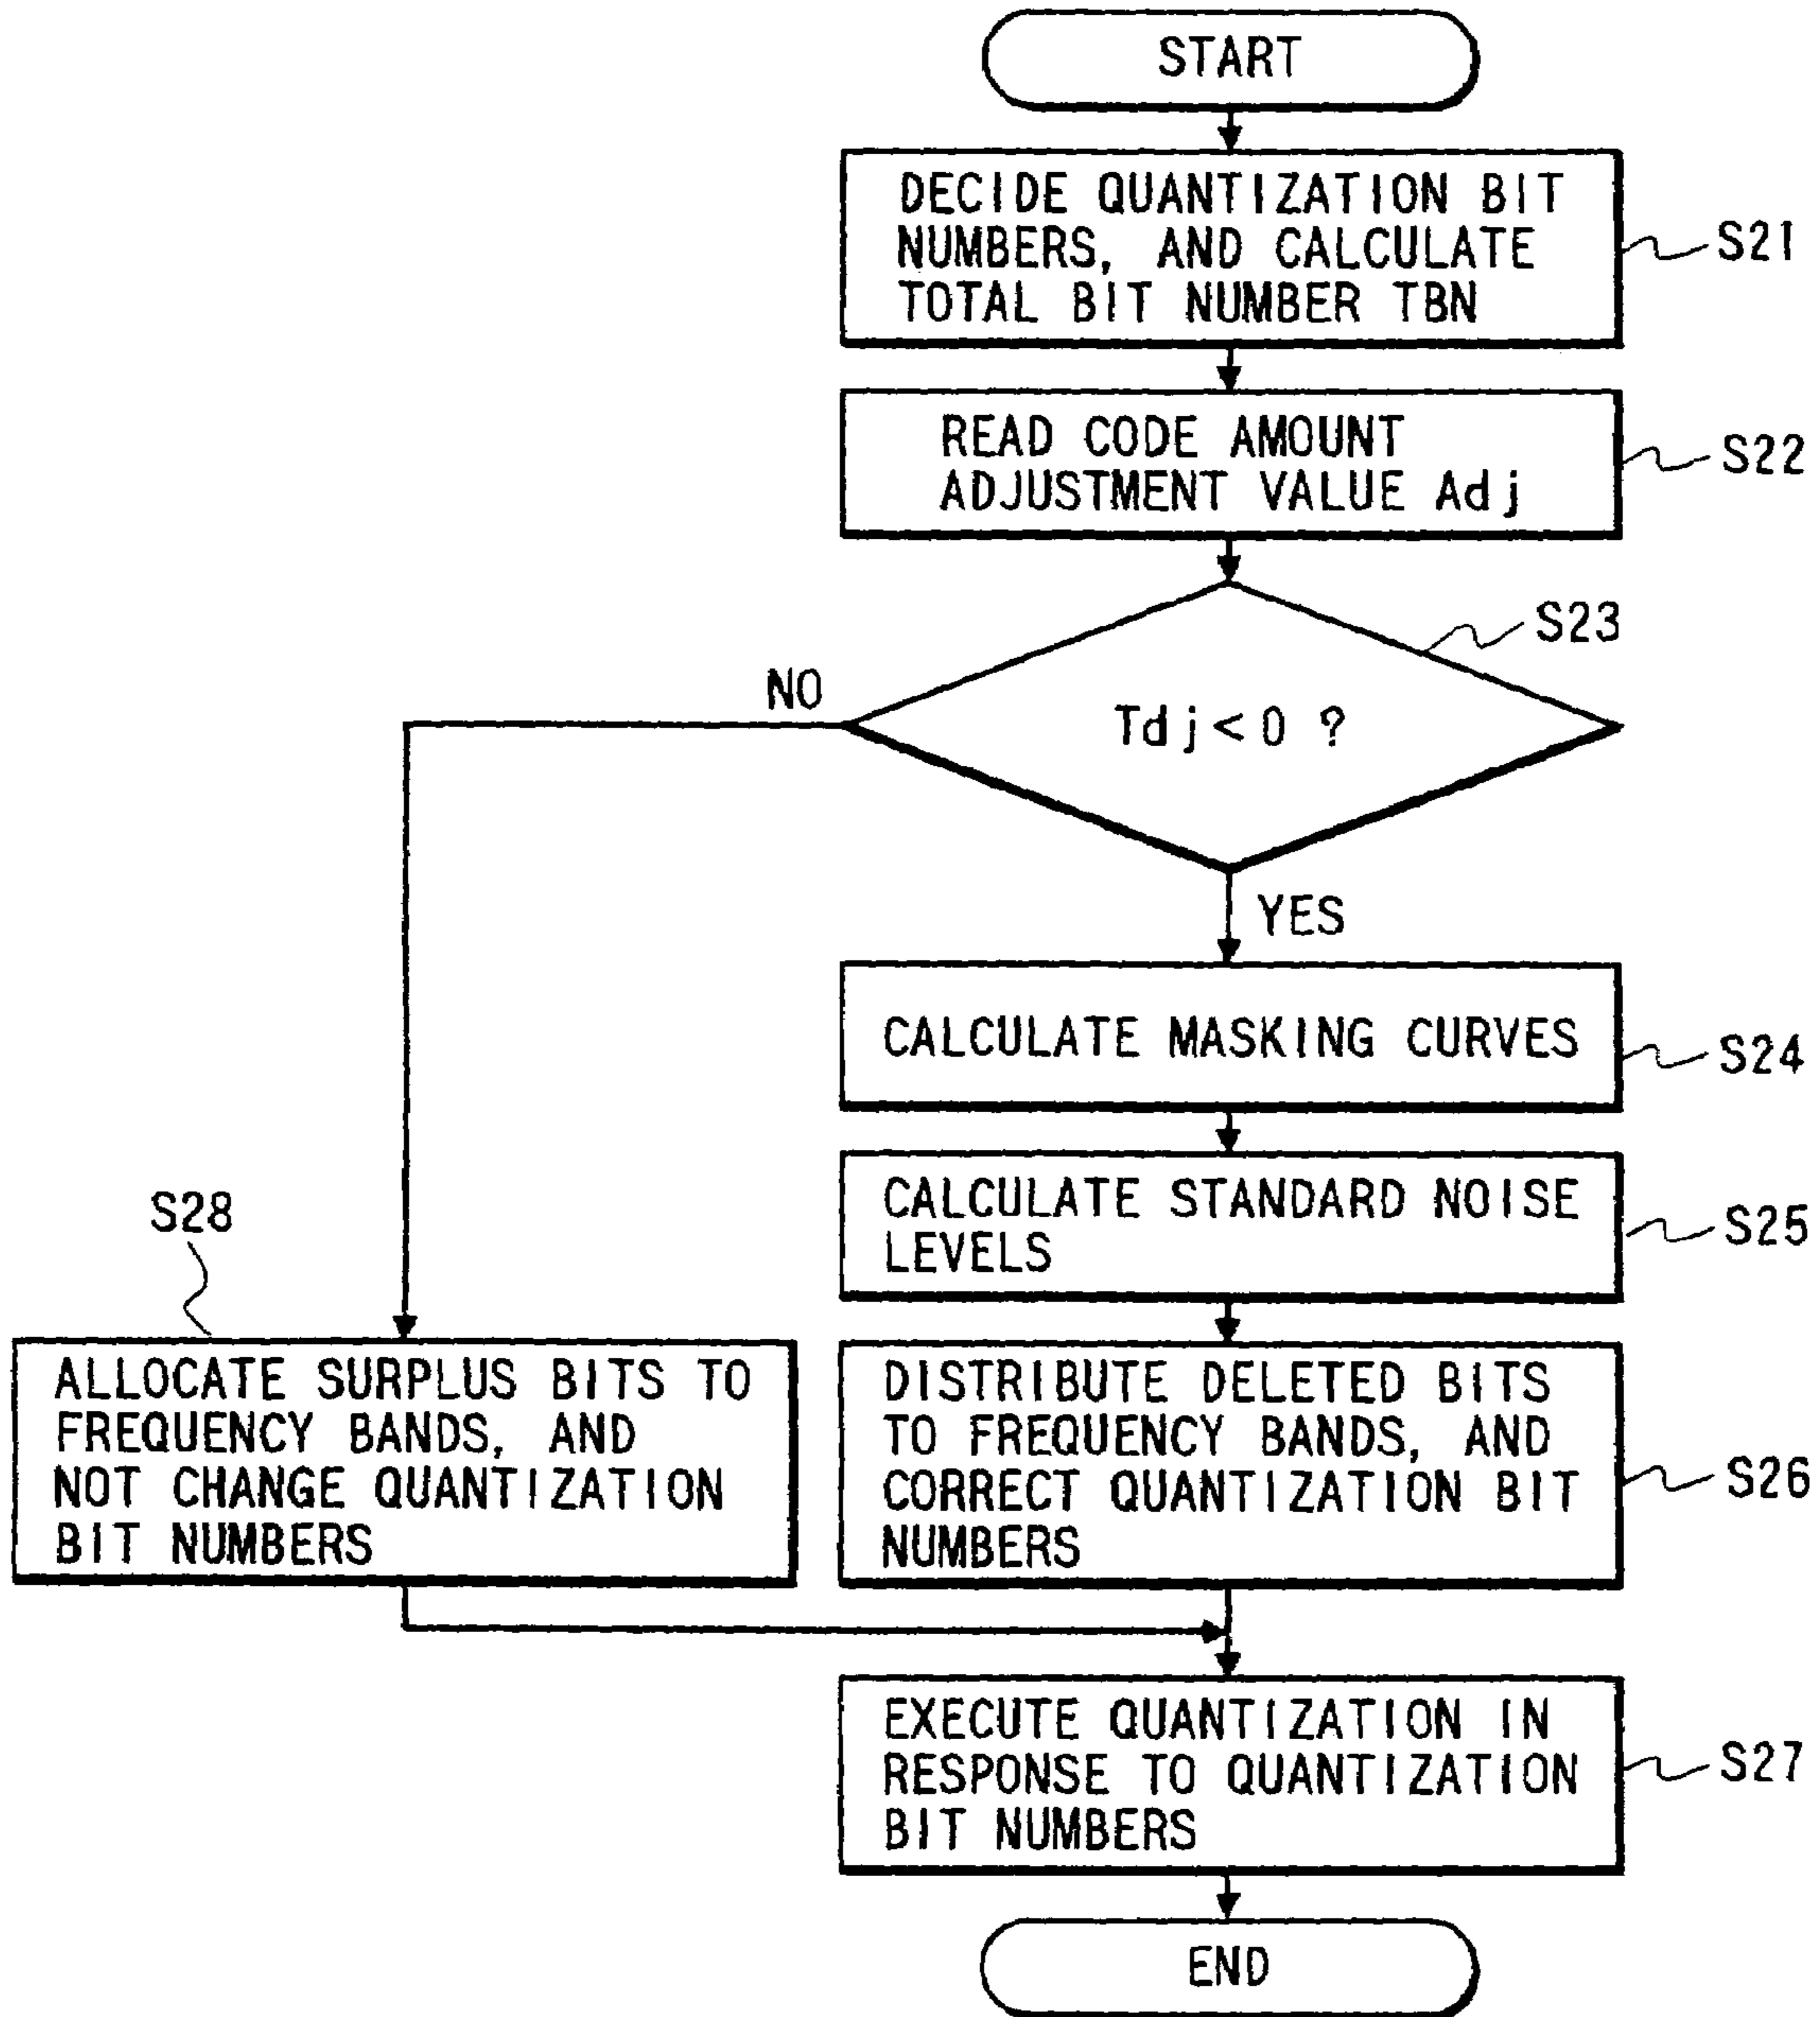 START
DECIDE QUANTIZATION BIT
NUMBERS, AND CALCULATE
TOTAL BIT NUMBER TBN
S21
READ CODE AMOUNT
ADJUSTMENT VALUE Adj
S22
S23
NO
Tdj<0 ?
YES
CALCULATE MASKING CURVES
S24
CALCULATE STANDARD NOISE
LEVELS
S25
S28
ALLOCATE SURPLUS BITS TO
FREQUENCY BANDS, AND
NOT CHANGE QUANTIZATION
BIT NUMBERS
DISTRIBUTE DELETED BITS
TO FREQUENCY BANDS, AND
CORRECT QUANTIZATION BIT
NUMBERS
S26
EXECUTE QUANTIZATION IN
RESPONSE TO QUANTIZATION
BIT NUMBERS
S27
END